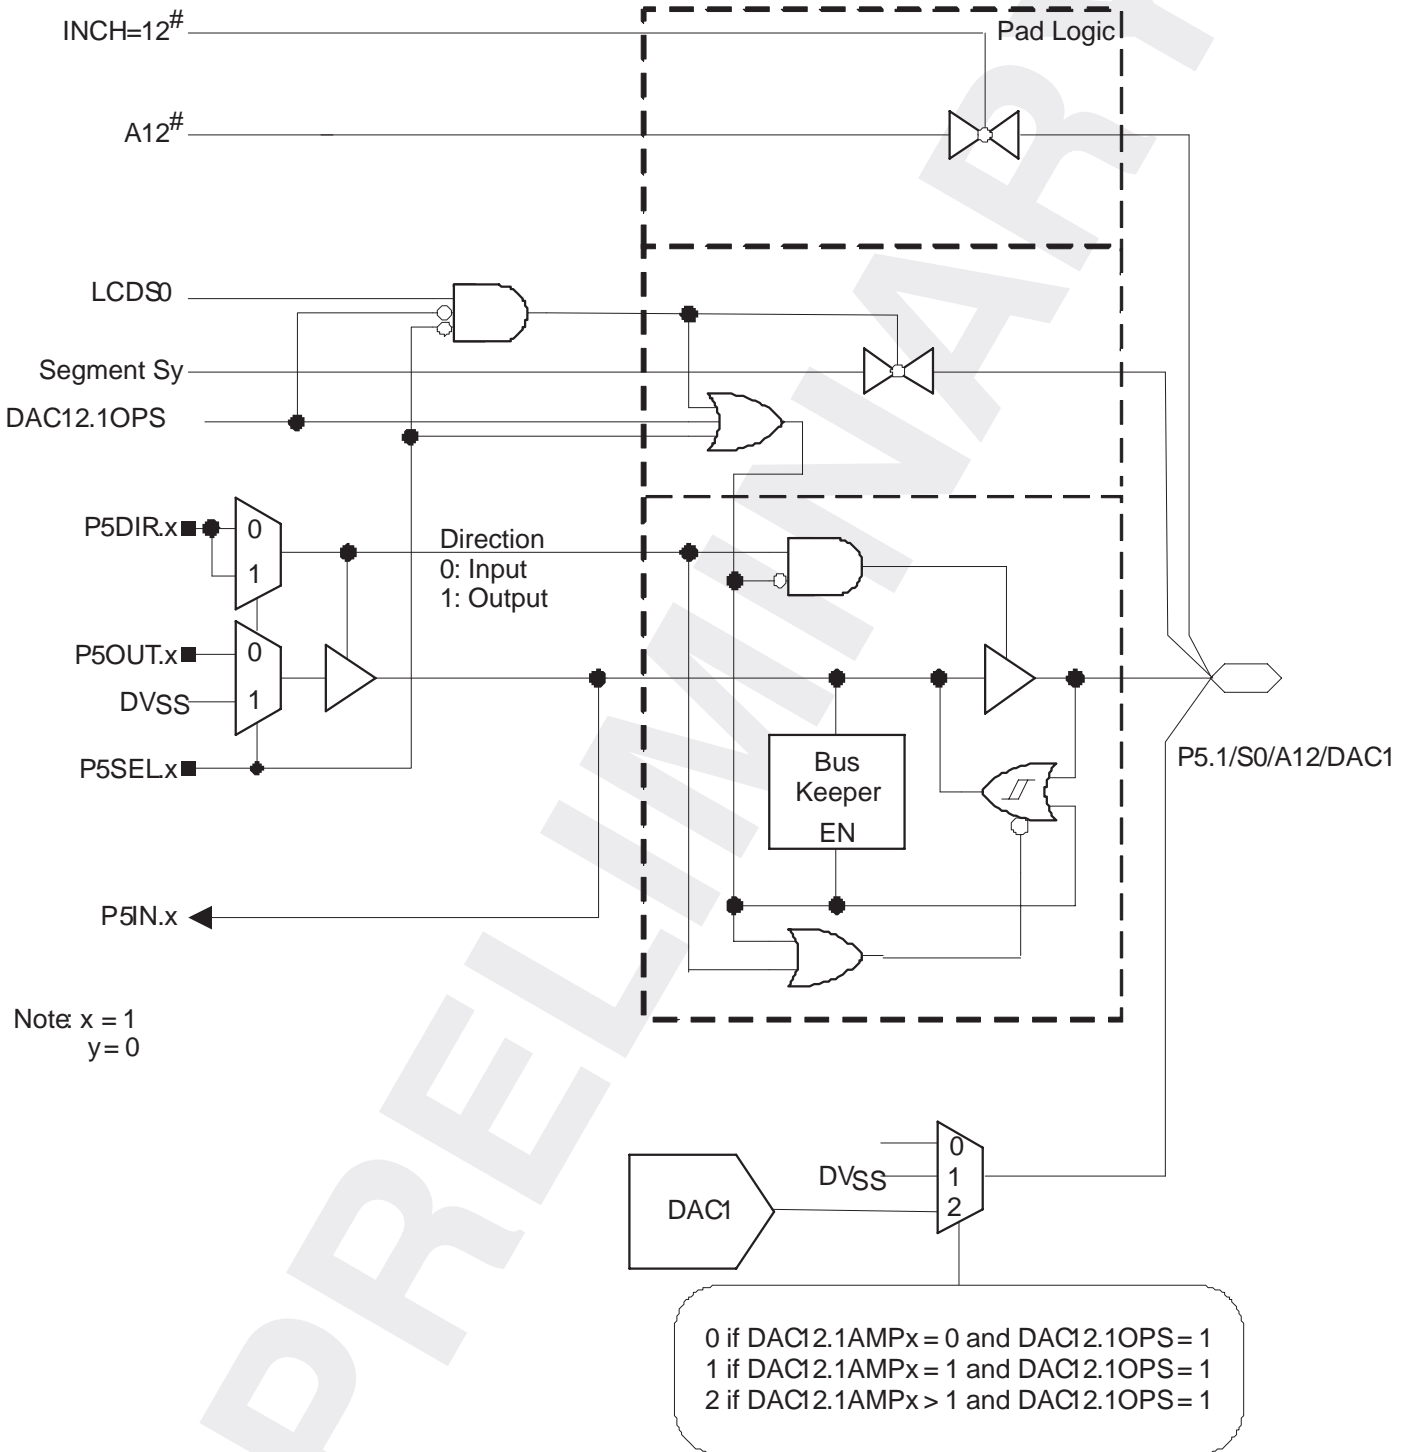 INCH=12#
Pad Logic
A12#
LCDS0
Segment Sy
DAC12.1OPS
P5DIR.x
0
1
Direction
0: Input
1: Output
P5OUT.x
0
DVSS
1
P5SEL.x
Bus
Keeper
EN
P5.1/S0/A12/DAC1
P5IN.x
Note: x = 1
y = 0
0
DVSS
1
2
DAC1
0 if DAC12.1AMPx = 0 and DAC12.1OPS = 1
1 if DAC12.1AMPx = 1 and DAC12.1OPS = 1
2 if DAC12.1AMPx > 1 and DAC12.1OPS = 1
PRELIMINARY